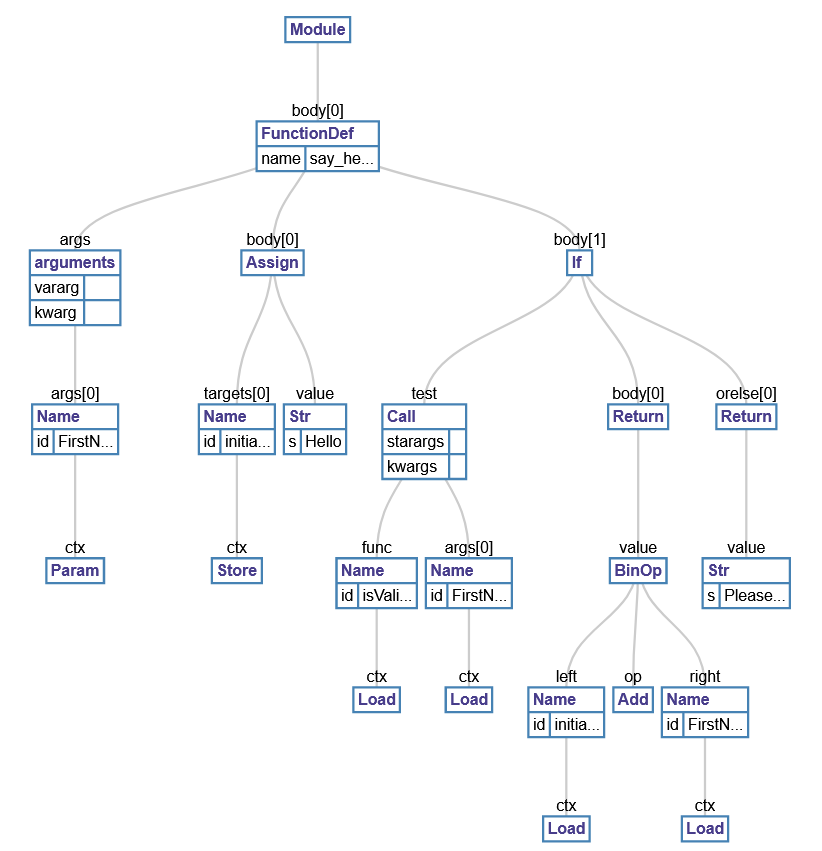 Module
body[0]
FunctionDef
name say_he...
args body[0] body[1]
arguments Assign If
vararg
kwarg
args[0] targets[0] value test body[0] orelse[0]
Name Name Str Call Return Return
id FirstN... id initia... s Hello starargs
kwargs
ctx ctx func args[0] value value
Param Store Name Name BinOp Str
id isVali... id FirstN... s Please...
ctx ctx left op right
Load Load Name Add Name
id initia... id FirstN...
ctx ctx
Load Load